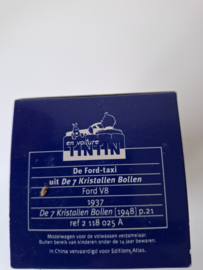 en voiture
TINTIN
De Ford-taxi
uit De 7 Kristallen Bollen
Ford V8
1937
De 7 Kristallen Bollen [1948] p.21
ref 2 118 025 A
Modelwagen voor de volwassen verzamelaar.
Buiten bereik van kinderen onder de 14 jaar bewaren.
In China vervaardigd voor Editions Atlas.